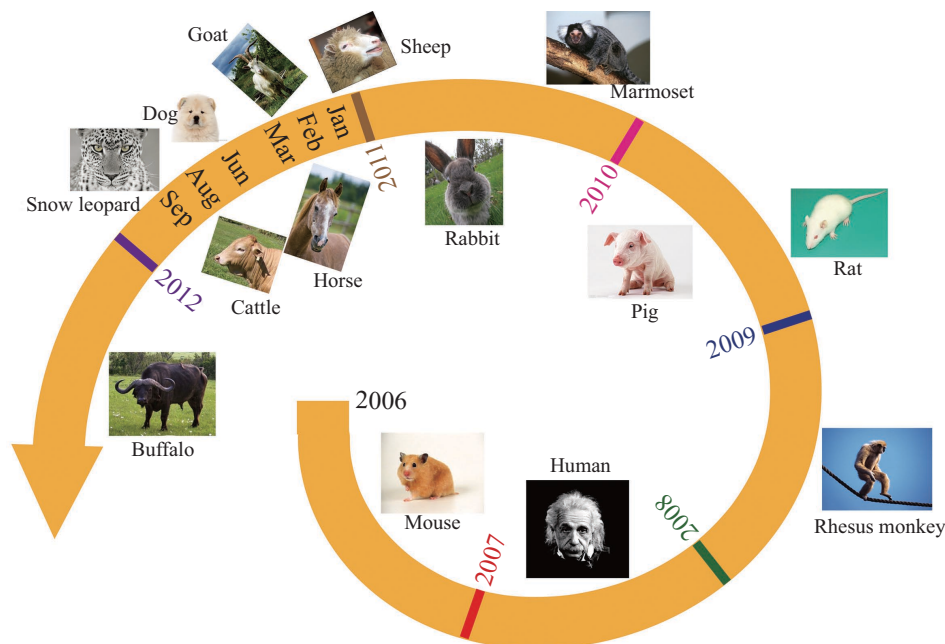 Goat
Sheep
Marmoset
Dog
Jan
Feb
Mar
Jun
Aug
Sep
2011
2010
Snow leopard
Rabbit
Horse
Cattle
2012
Pig
Rat
2009
2006
Buffalo
Mouse
Human
2007
2008
Rhesus monkey